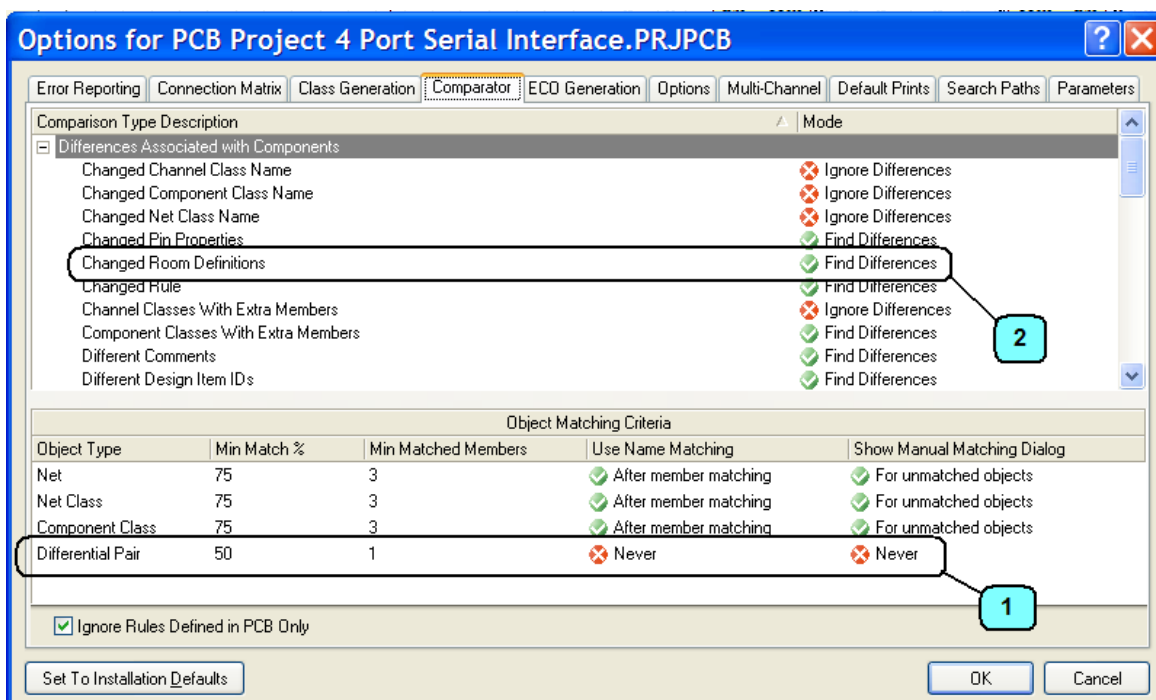 Options for PCB Project 4 Port Serial Interface.PRJPCB
Error Reporting Connection Matrix Class Generation Comparator ECO Generation Options Multi-Channel Default Prints Search Paths Parameters
Comparison Type Description Mode
Differences Associated with Components
Changed Channel Class Name Ignore Differences
Changed Component Class Name Ignore Differences
Changed Net Class Name Ignore Differences
Changed Pin Properties Find Differences
Changed Room Definitions Find Differences
Changed Rule Find Differences
Channel Classes With Extra Members Ignore Differences
Component Classes With Extra Members Find Differences
2
Different Comments Find Differences
Different Design Item IDs Find Differences
Object Matching Criteria
Object Type Min Match % Min Matched Members Use Name Matching Show Manual Matching Dialog
Net 75 3 After member matching For unmatched objects
Net Class 75 3 After member matching For unmatched objects
Component Class 75 3 After member matching For unmatched objects
Differential Pair 50 1 Never Never
1
Ignore Rules Defined in PCB Only
Set To Installation Defaults OK Cancel